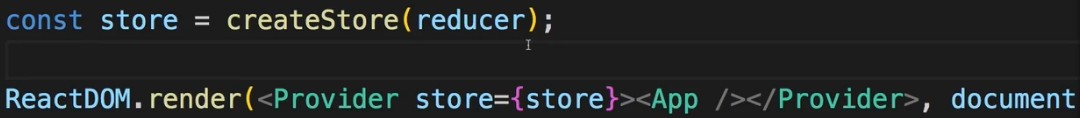 const store = createStore(reducer);
ReactDOM.render(<Provider store={store}><App /></Provider>, document